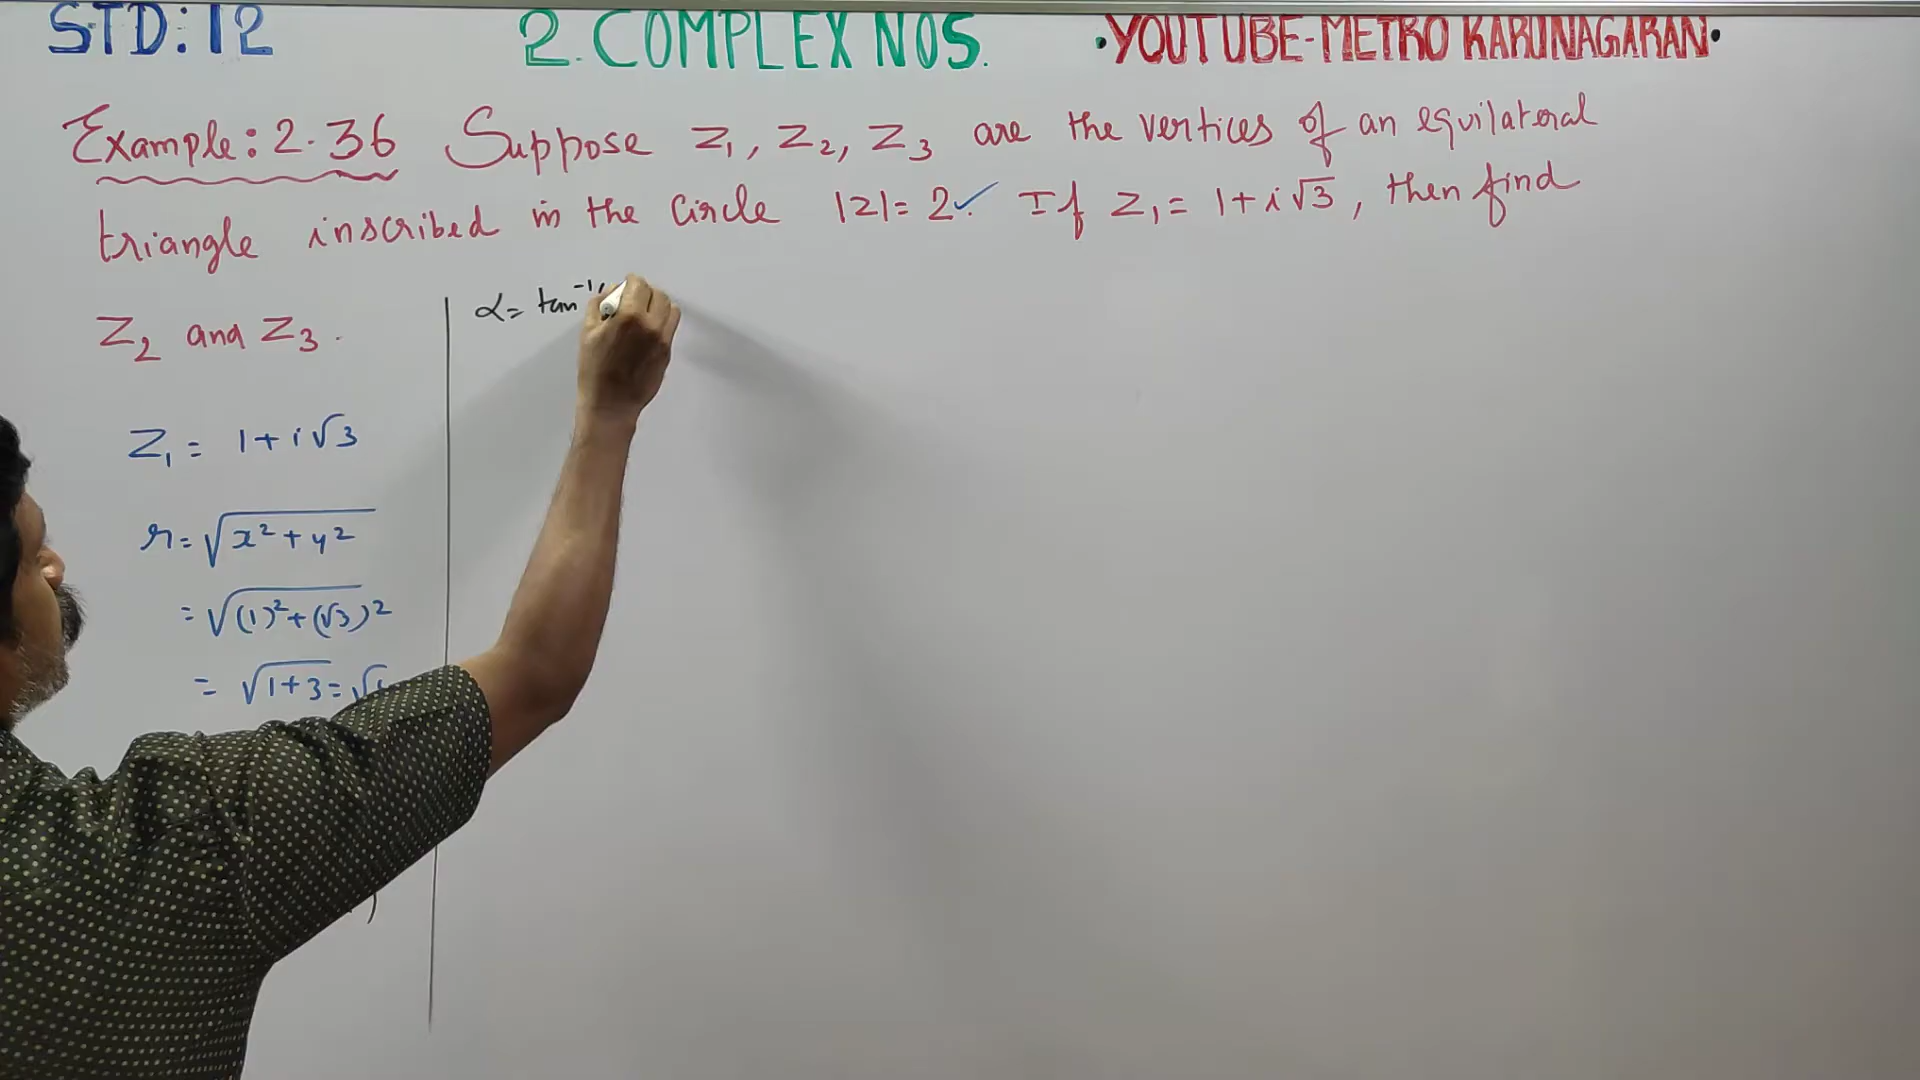 STD: 12
2. COMPLEX NOS.
•YOUTUBE-METRO KARUNAGARAN•
Example: 2.36 Suppose Z₁, Z₂, Z₃ are the vertices of an equilateral
triangle inscribed in the Circle |z| = 2 ✓. If Z₁ = 1+i√3, then find
Z₂ and Z₃.
Z₁ = 1+i√3
r = √(x²+y²)
= √((1)²+(√3)²)
= √(1+3) = √
)
α = tan⁻¹